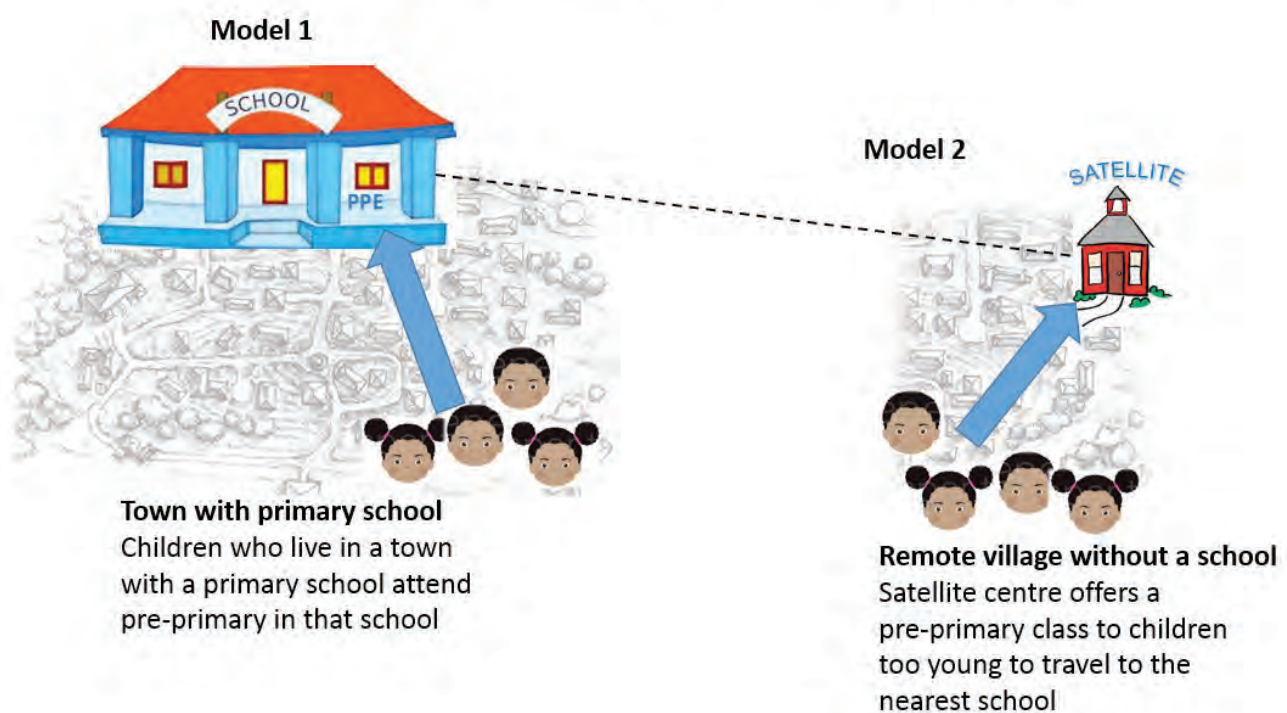 Model 1
SCHOOL
PPE
Town with primary school
Children who live in a town
with a primary school attend
pre-primary in that school
Model 2
SATELLITE
Remote village without a school
Satellite centre offers a
pre-primary class to children
too young to travel to the
nearest school